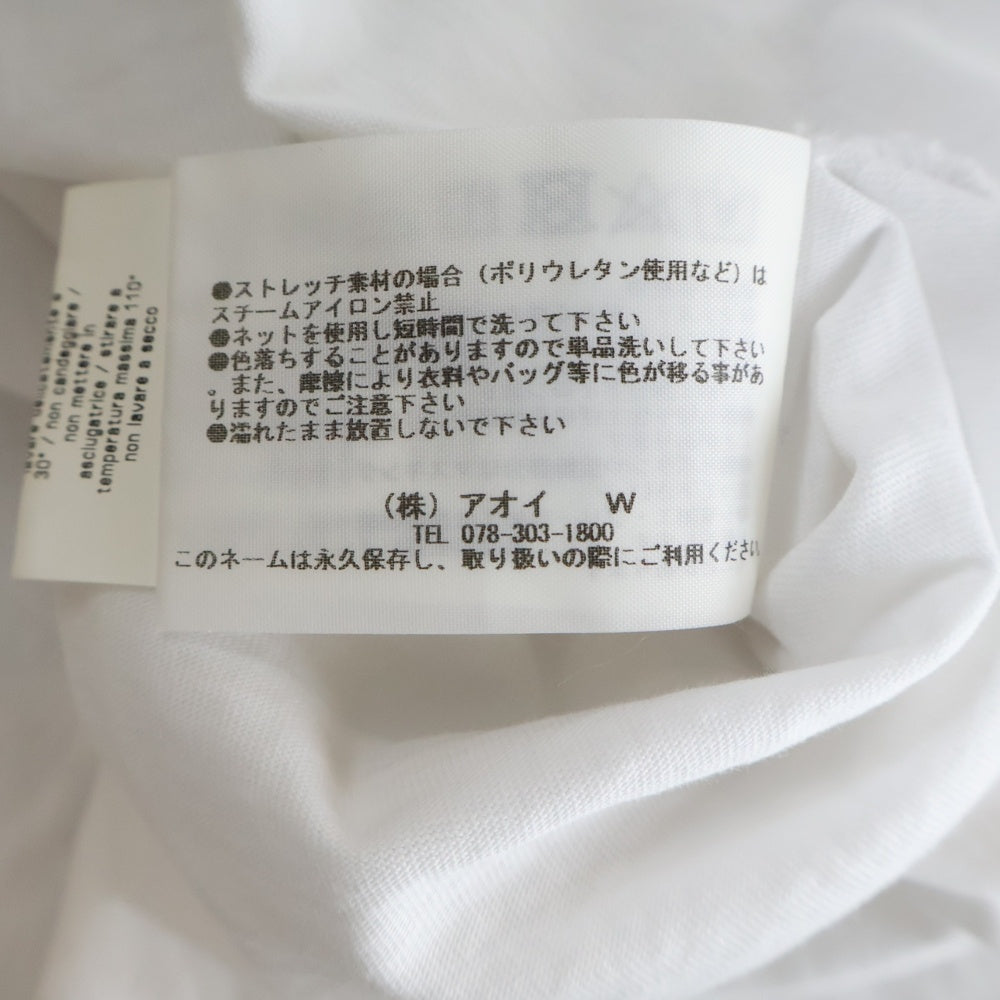 ●ストレッチ素材の場合（ポリウレタン使用など）は
スチームアイロン禁止
●ネットを使用し短時間で洗って下さい
●色落ちすることがありますので単品洗いして下さい
。また、摩擦により衣料やバッグ等に色が移る事があ
りますのでご注意下さい
●濡れたまま放置しないで下さい
（株）アオイ　W
TEL 078-303-1800
このネームは永久保存し、取り扱いの際にご利用ください
30° / non candeggiare /
non mettere in
asciugatrice / stirare a
temperatura massima 110°
non lavare a secco